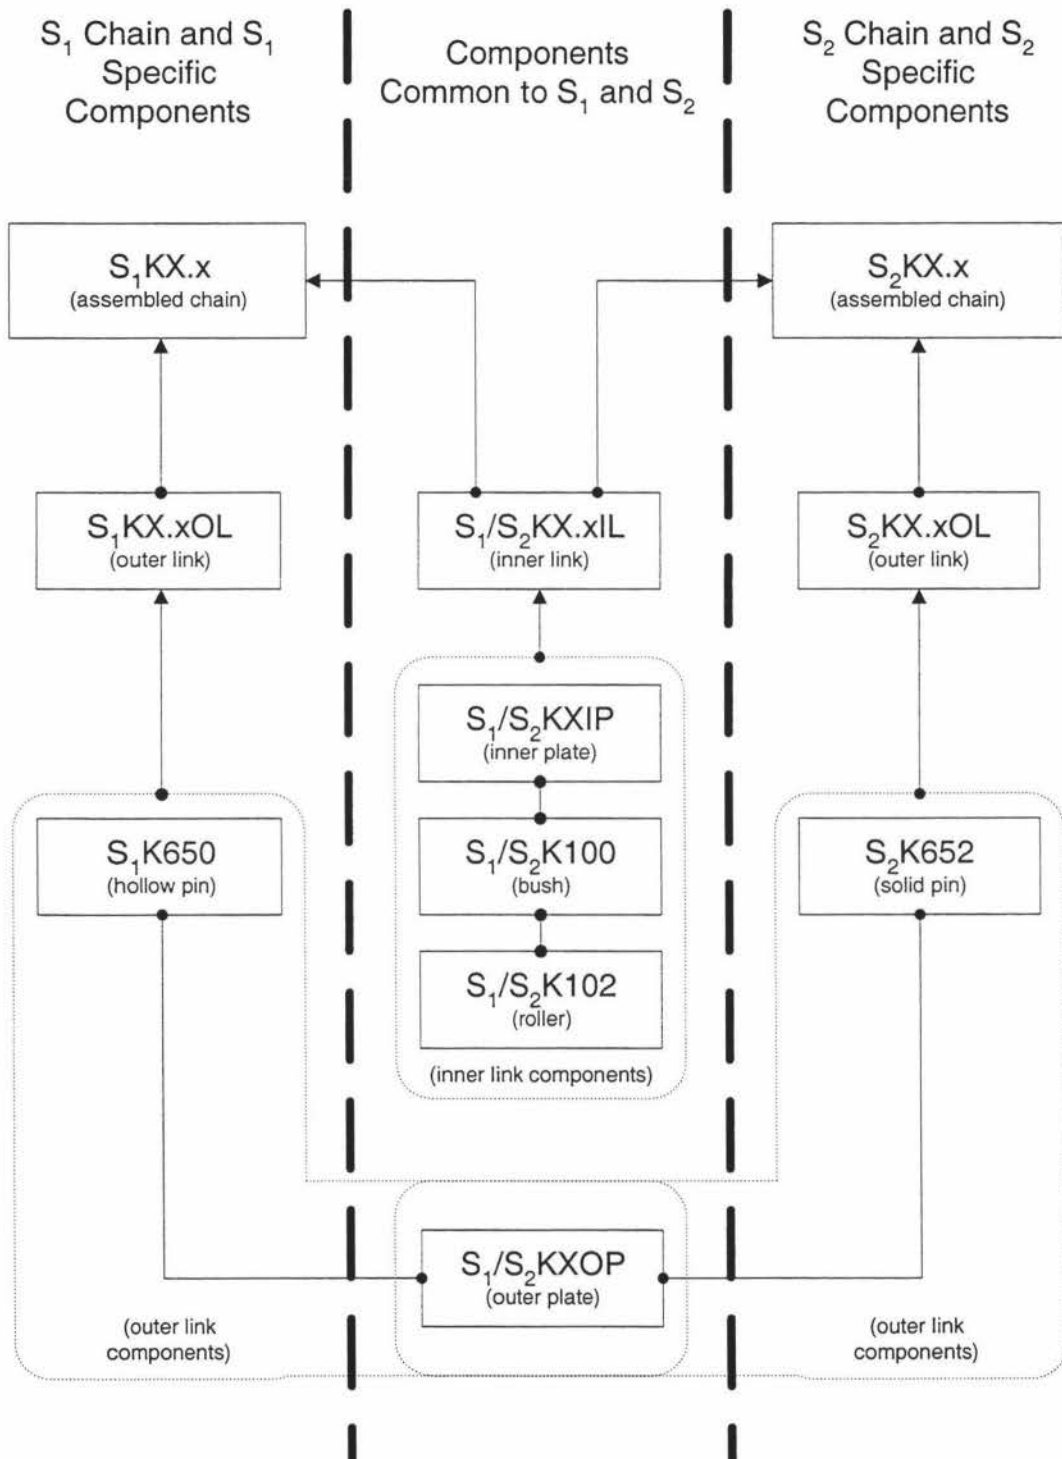 S₁ Chain and S₁
Specific
Components
Components
Common to S₁ and S₂
S₂ Chain and S₂
Specific
Components
S₁KX.x
(assembled chain)
S₂KX.x
(assembled chain)
S₁KX.xOL
(outer link)
S₁/S₂KX.xIL
(inner link)
S₂KX.xOL
(outer link)
S₁/S₂KXIP
(inner plate)
S₁K650
(hollow pin)
S₁/S₂K100
(bush)
S₂K652
(solid pin)
S₁/S₂K102
(roller)
(inner link components)
S₁/S₂KXOP
(outer plate)
(outer link
components)
(outer link
components)